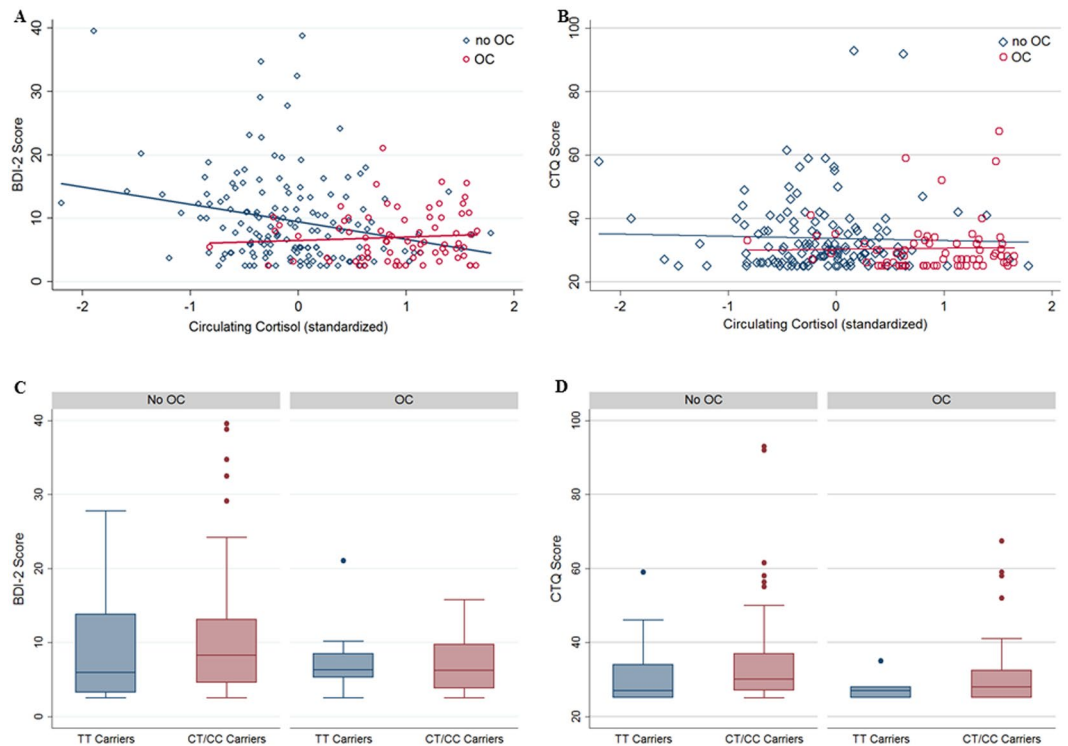 A
BDI-2 Score
40
30
20
10
0
no OC
OC
-2 -1 0 1 2
Circulating Cortisol (standardized)
B
CTQ Score
100
80
60
40
20
no OC
OC
-2 -1 0 1 2
Circulating Cortisol (standardized)
C
No OC OC
BDI-2 Score
40
30
20
10
0
TT Carriers CT/CC Carriers TT Carriers CT/CC Carriers
D
No OC OC
CTQ Score
100
80
60
40
20
TT Carriers CT/CC Carriers TT Carriers CT/CC Carriers